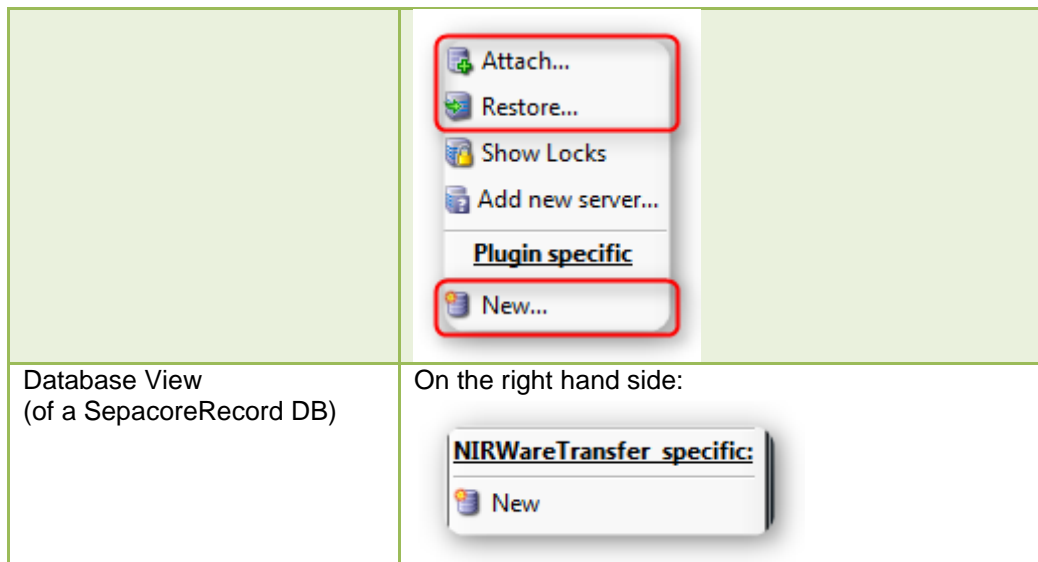 Attach...
Restore...
Show Locks
Add new server...
Plugin specific
New...
Database View
(of a SepacoreRecord DB)
On the right hand side:
NIRWareTransfer specific:
New